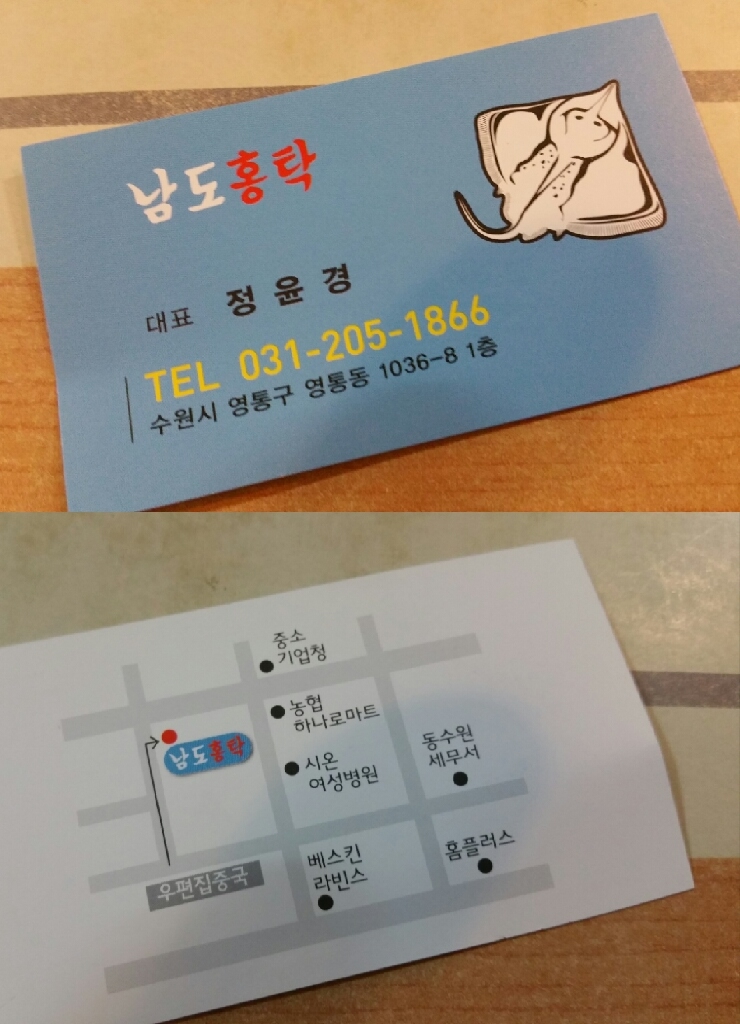 남도홍탁
대표 정윤경
TEL 031-205-1866
수원시 영통구 영통동 1036-8 1층
중소
기업청
농협
하나로마트
남도홍탁
시온
여성병원
동수원
세무서
베스킨
라빈스
홈플러스
우편집중국